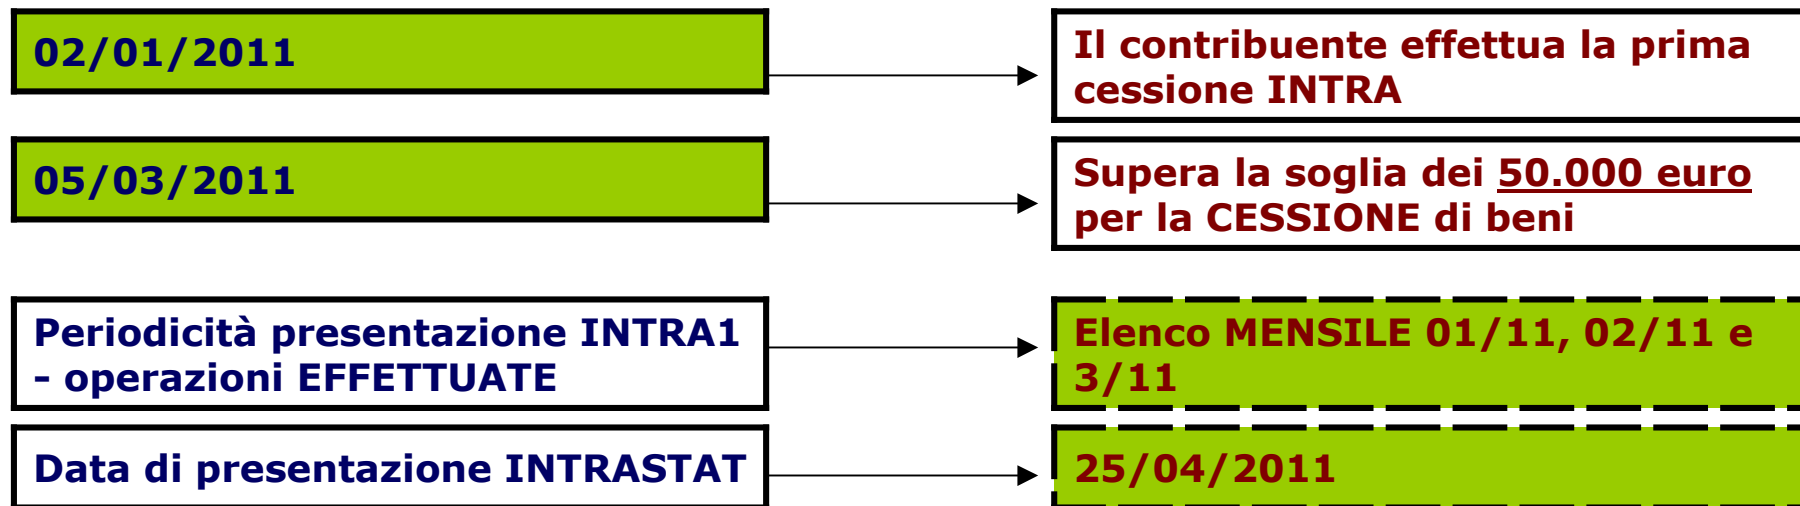 02/01/2011
Il contribuente effettua la prima
cessione INTRA
05/03/2011
Supera la soglia dei 50.000 euro
per la CESSIONE di beni
Periodicità presentazione INTRA1
- operazioni EFFETTUATE
Elenco MENSILE 01/11, 02/11 e
3/11
Data di presentazione INTRASTAT
25/04/2011